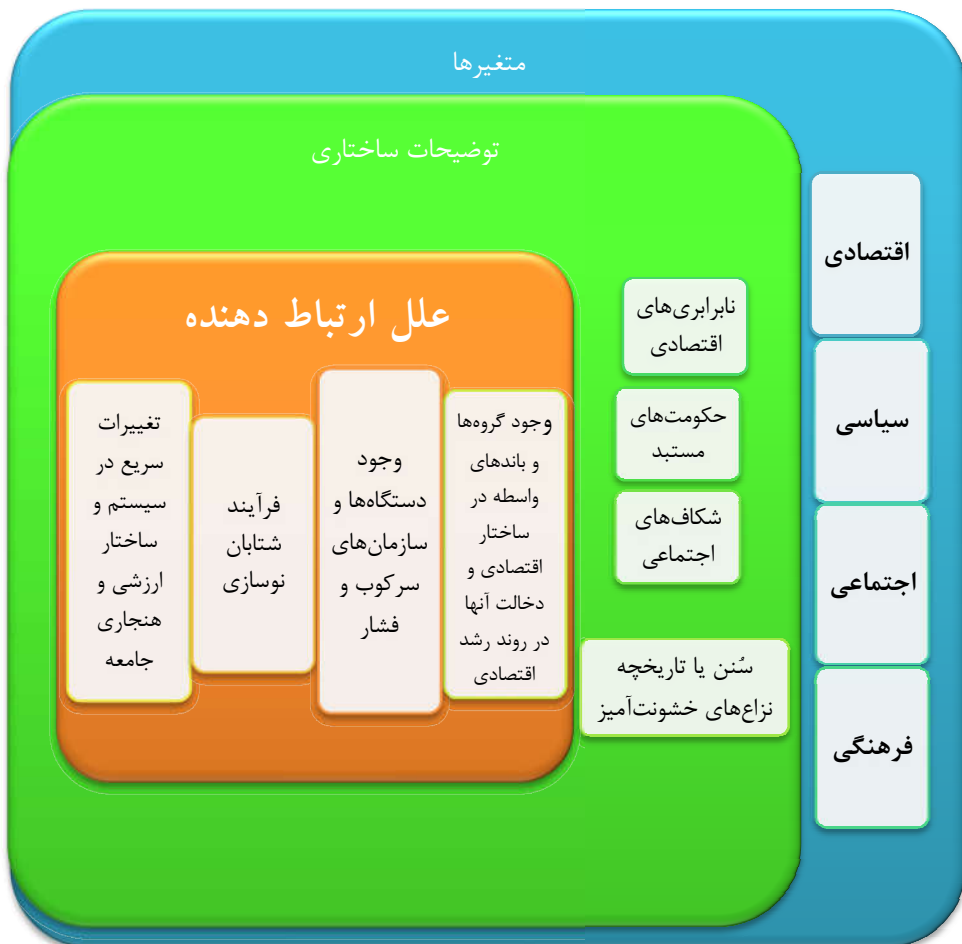 متغیرها
توضیحات ساختاری
علل ارتباط دهنده
اقتصادی
سیاسی
اجتماعی
فرهنگی
نابرابری‌های
اقتصادی
حکومت‌های
مستبد
شکاف‌های
اجتماعی
سُنن یا تاریخچه
نزاع‌های خشونت‌آمیز
وجود گروه‌ها
و باندهای
واسطه در
ساختار
اقتصادی و
دخالت آنها
در روند رشد
اقتصادی
وجود
دستگاه‌ها و
سازمان‌های
سرکوب و
فشار
فرآیند
شتابان
نوسازی
تغییرات
سریع در
سیستم و
ساختار
ارزشی و
هنجاری
جامعه